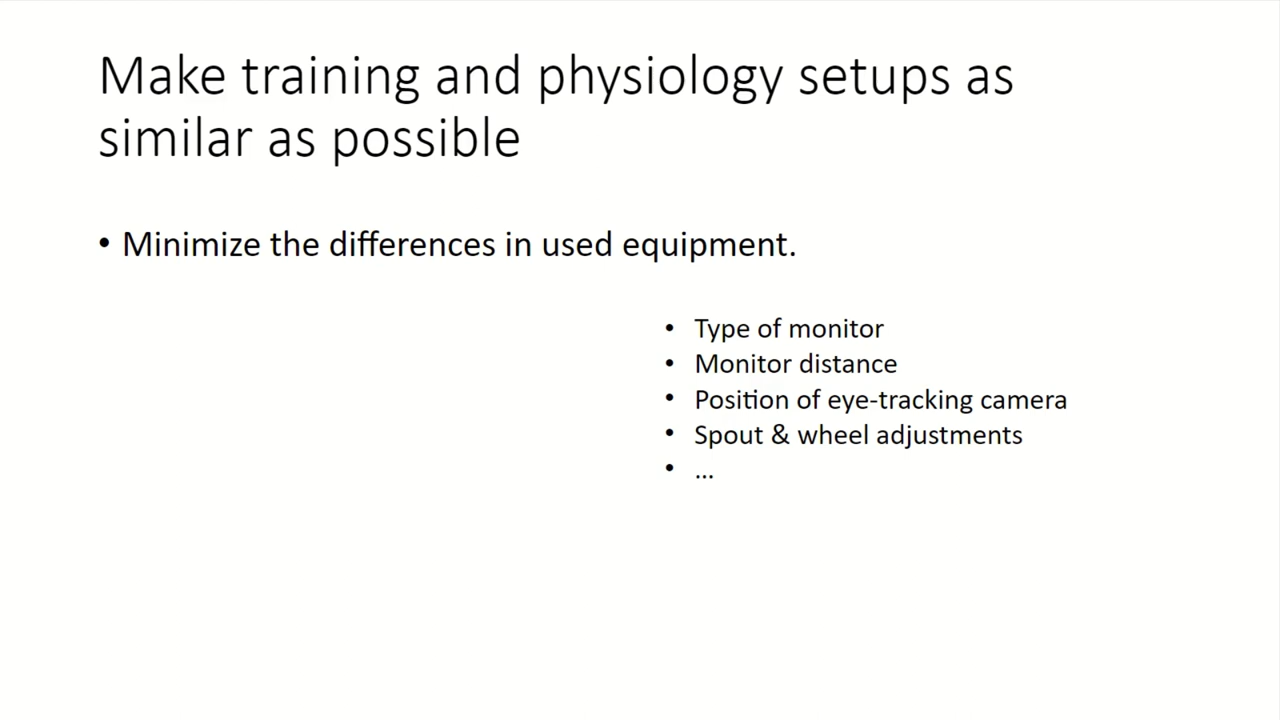 Make training and physiology setups as
similar as possible
• Minimize the differences in used equipment.
• Type of monitor
• Monitor distance
• Position of eye-tracking camera
• Spout & wheel adjustments
• ...